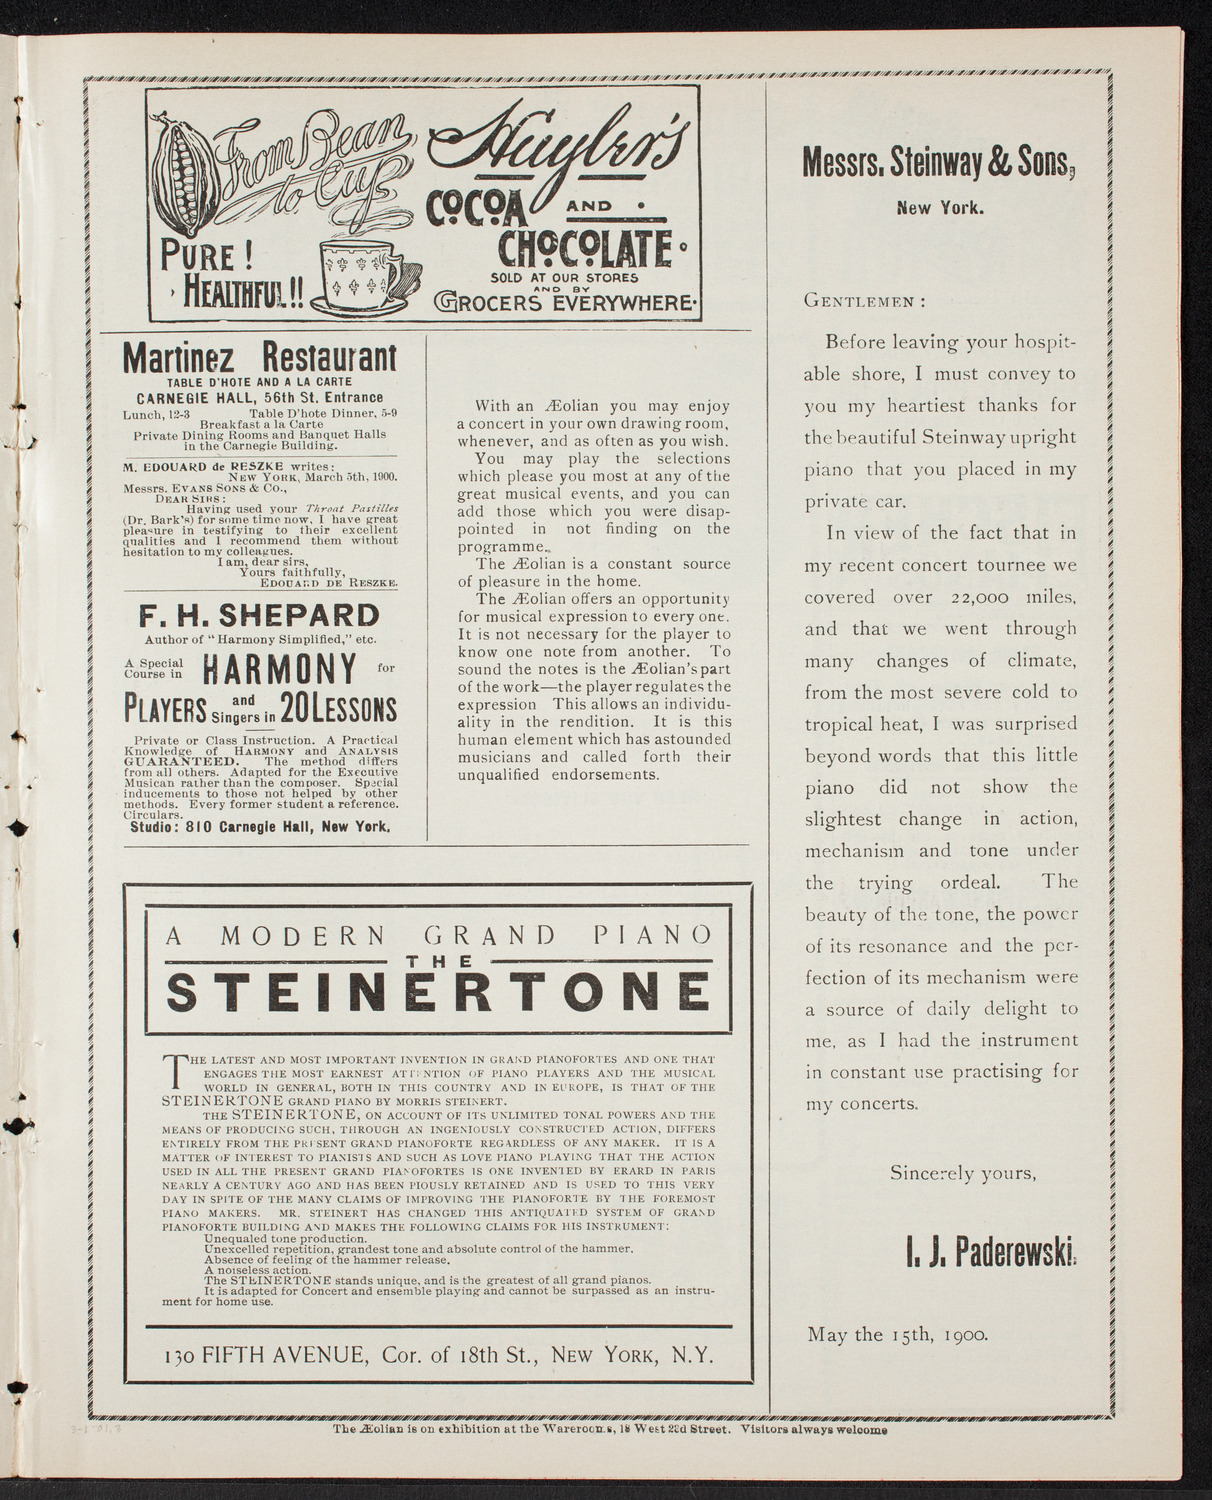 From Bean
to Cup
PURE!
HEALTHFUL!!
Huyler's
COCOA AND
CHOCOLATE
SOLD AT OUR STORES
AND BY
GROCERS EVERYWHERE.
Martinez Restaurant
TABLE D'HOTE AND A LA CARTE
CARNEGIE HALL, 56th St. Entrance
Lunch, 12-3 Table D'hote Dinner, 5-9
Breakfast a la Carte
Private Dining Rooms and Banquet Halls
in the Carnegie Building.
M. EDOUARD de RESZKE writes:
NEW YORK, March 5th, 1900.
Messrs. EVANS SONS & CO.,
DEAR SIRS:
Having used your Throat Pastilles
(Dr. Bark's) for some time now, I have great
pleasure in testifying to their excellent
qualities and I recommend them without
hesitation to my colleagues.
I am, dear sirs,
Yours faithfully,
EDOUARD DE RESZKE.
F. H. SHEPARD
Author of "Harmony Simplified," etc.
A Special
Course in HARMONY for
PLAYERS and
Singers in 20 LESSONS
Private or Class Instruction. A Practical
Knowledge of HARMONY and ANALYSIS
GUARANTEED. The method differs
from all others. Adapted for the Executive
Musican rather than the composer. Special
inducements to those not helped by other
methods. Every former student a reference.
Circulars.
Studio: 810 Carnegie Hall, New York.
With an Æolian you may enjoy
a concert in your own drawing room,
whenever, and as often as you wish.
You may play the selections
which please you most at any of the
great musical events, and you can
add those which you were disap-
pointed in not finding on the
programme.
The Æolian is a constant source
of pleasure in the home.
The Æolian offers an opportunity
for musical expression to every one.
It is not necessary for the player to
know one note from another. To
sound the notes is the Æolian's part
of the work—the player regulates the
expression This allows an individu-
ality in the rendition. It is this
human element which has astounded
musicians and called forth their
unqualified endorsements.
A MODERN GRAND PIANO
THE
STEINERTONE
THE LATEST AND MOST IMPORTANT INVENTION IN GRAND PIANOFORTES AND ONE THAT
ENGAGES THE MOST EARNEST ATTENTION OF PIANO PLAYERS AND THE MUSICAL
WORLD IN GENERAL, BOTH IN THIS COUNTRY AND IN EUROPE, IS THAT OF THE
STEINERTONE GRAND PIANO BY MORRIS STEINERT.
THE STEINERTONE, ON ACCOUNT OF ITS UNLIMITED TONAL POWERS AND THE
MEANS OF PRODUCING SUCH, THROUGH AN INGENIOUSLY CONSTRUCTED ACTION, DIFFERS
ENTIRELY FROM THE PRESENT GRAND PIANOFORTE REGARDLESS OF ANY MAKER. IT IS A
MATTER OF INTEREST TO PIANISTS AND SUCH AS LOVE PIANO PLAYING THAT THE ACTION
USED IN ALL THE PRESENT GRAND PIANOFORTES IS ONE INVENTED BY ERARD IN PARIS
NEARLY A CENTURY AGO AND HAS BEEN PIOUSLY RETAINED AND IS USED TO THIS VERY
DAY IN SPITE OF THE MANY CLAIMS OF IMPROVING THE PIANOFORTE BY THE FOREMOST
PIANO MAKERS. MR. STEINERT HAS CHANGED THIS ANTIQUATED SYSTEM OF GRAND
PIANOFORTE BUILDING AND MAKES THE FOLLOWING CLAIMS FOR HIS INSTRUMENT:
Unequaled tone production.
Unexcelled repetition, grandest tone and absolute control of the hammer.
Absence of feeling of the hammer release.
A noiseless action.
The STEINERTONE stands unique, and is the greatest of all grand pianos.
It is adapted for Concert and ensemble playing and cannot be surpassed as an instru-
ment for home use.
130 FIFTH AVENUE, Cor. of 18th St., NEW YORK, N.Y.
Messrs. Steinway & Sons,
New York.
GENTLEMEN:
Before leaving your hospit-
able shore, I must convey to
you my heartiest thanks for
the beautiful Steinway upright
piano that you placed in my
private car.
In view of the fact that in
my recent concert tournee we
covered over 22,000 miles,
and that we went through
many changes of climate,
from the most severe cold to
tropical heat, I was surprised
beyond words that this little
piano did not show the
slightest change in action,
mechanism and tone under
the trying ordeal. The
beauty of the tone, the power
of its resonance and the per-
fection of its mechanism were
a source of daily delight to
me, as I had the instrument
in constant use practising for
my concerts.
Sincerely yours,
I. J. Paderewski.
May the 15th, 1900.
The Æolian is on exhibition at the Warerooms, 18 West 23d Street. Visitors always welcome